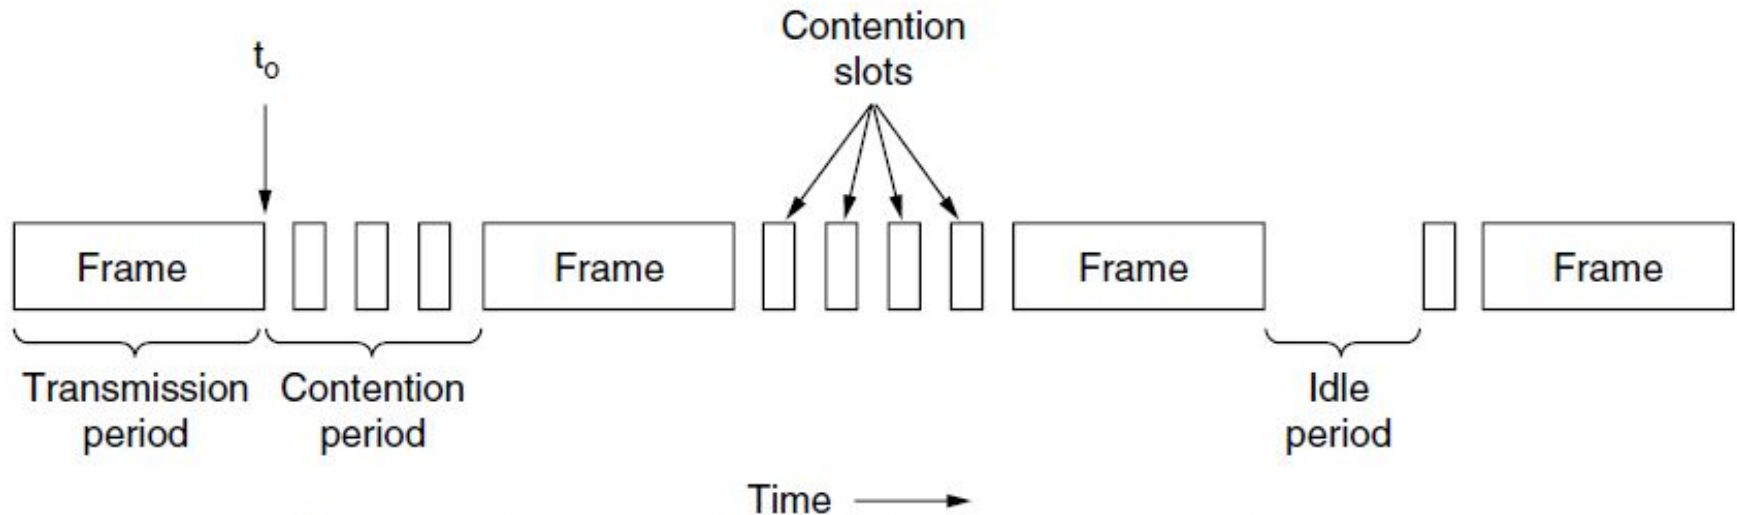 Contention
slots
t₀
Frame
Frame
Frame
Frame
Transmission
period
Contention
period
Idle
period
Time